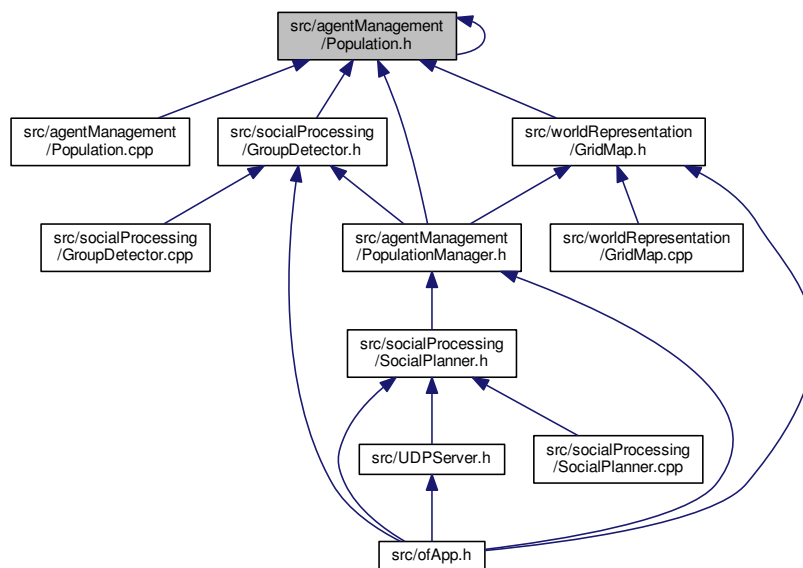 src/agentManagement
/Population.h
src/agentManagement
/Population.cpp
src/socialProcessing
/GroupDetector.h
src/worldRepresentation
/GridMap.h
src/socialProcessing
/GroupDetector.cpp
src/agentManagement
/PopulationManager.h
src/worldRepresentation
/GridMap.cpp
src/socialProcessing
/SocialPlanner.h
src/UDPServer.h
src/socialProcessing
/SocialPlanner.cpp
src/ofApp.h